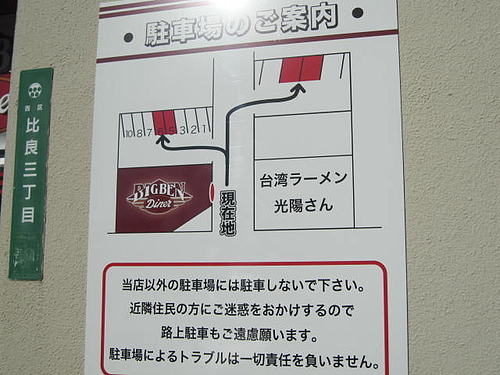 駐車場のご案内
西区
比良三丁目
10 8 7 6 5 3 2 1
BIGBEN
Diner
現在地
台湾ラーメン
光陽さん
当店以外の駐車場には駐車しないで下さい。
近隣住民の方にご迷惑をおかけするので
路上駐車もご遠慮願います。
駐車場によるトラブルは一切責任を負いません。